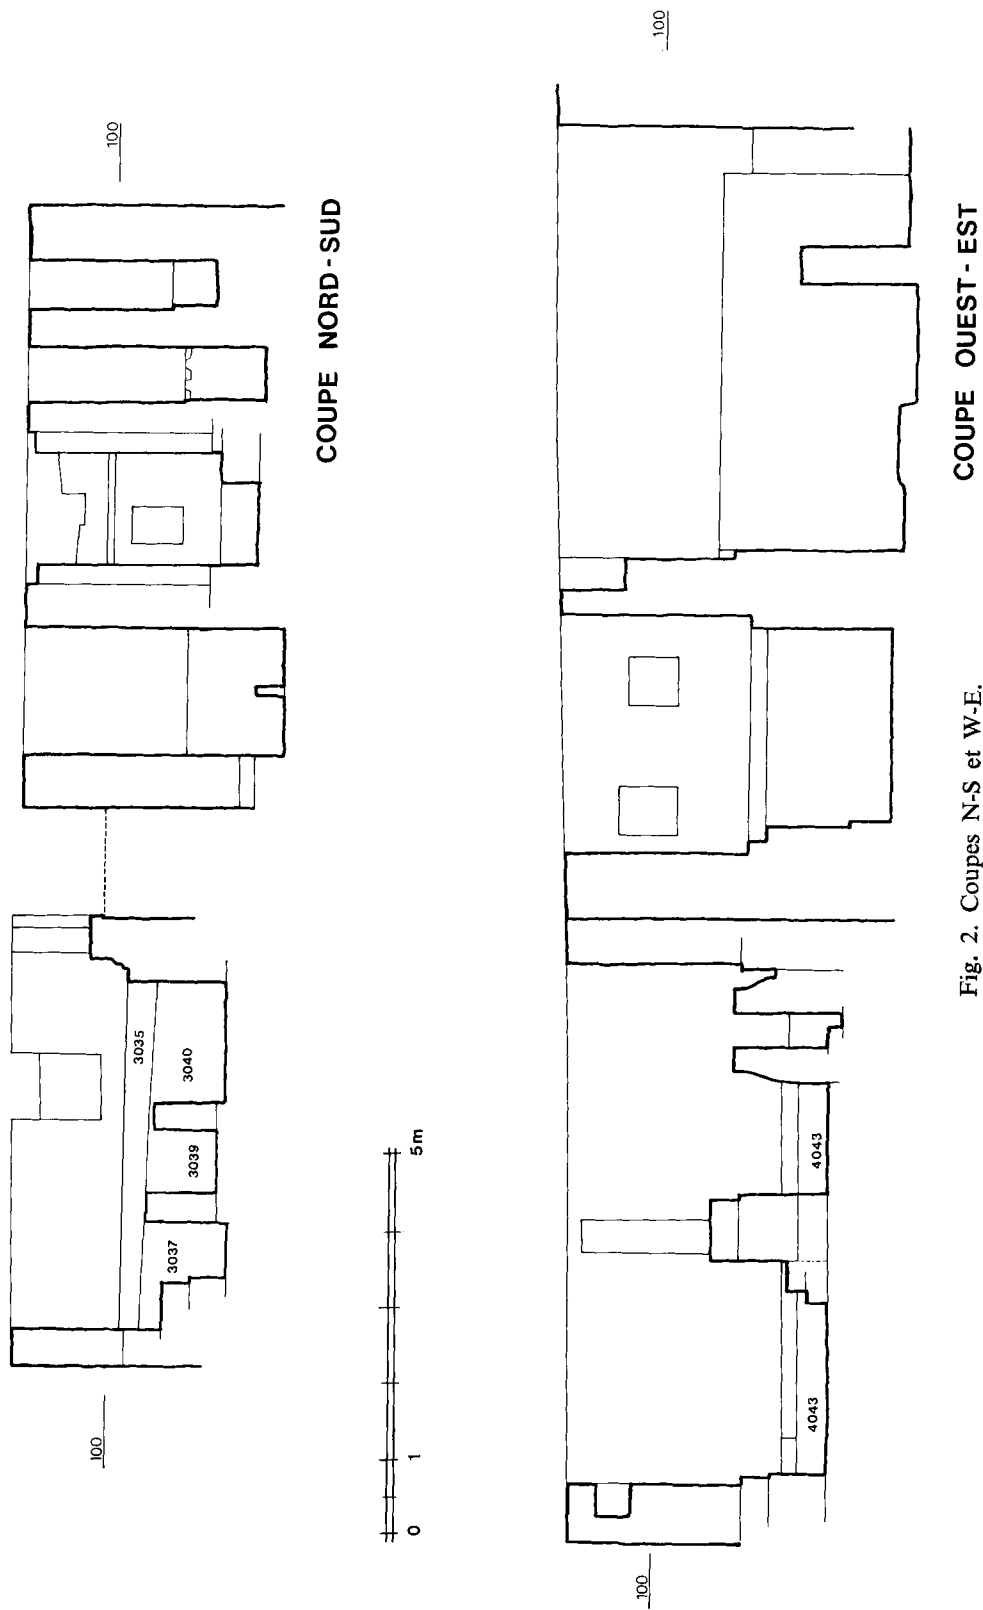 100
3037
3039
3035
3040
100
COUPE NORD-SUD
0 1 5m
100
4043
4043
100
COUPE OUEST-EST
Fig. 2. Coupes N-S et W-E.